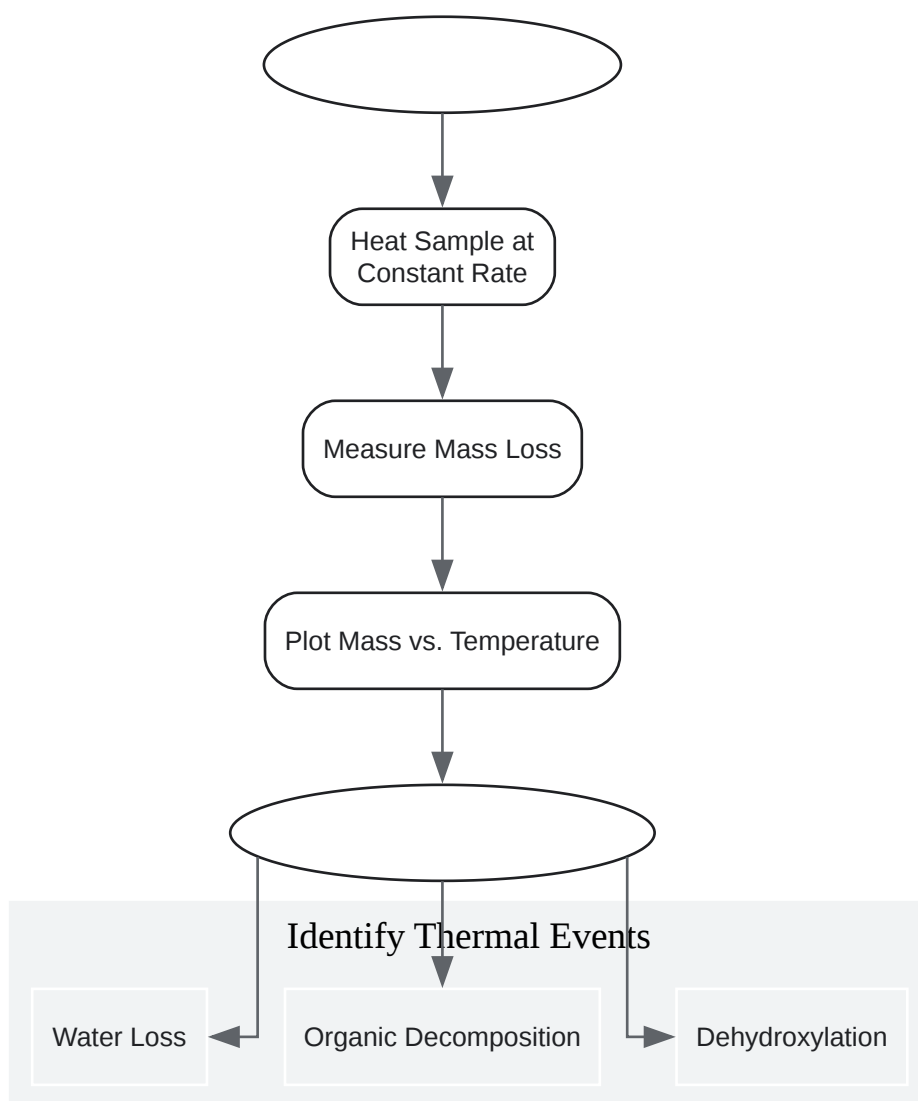 Heat Sample at
Constant Rate
Measure Mass Loss
Plot Mass vs. Temperature
Identify Thermal Events
Water Loss
Organic Decomposition
Dehydroxylation